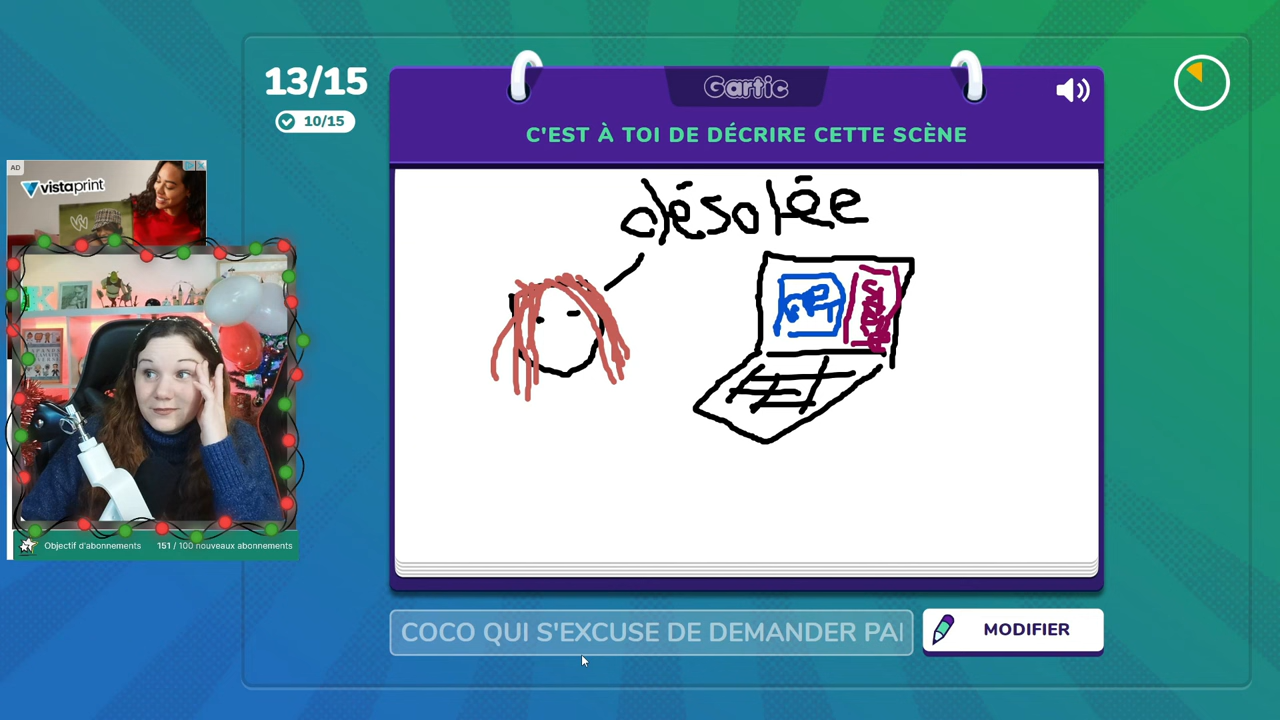 13/15
10/15
Gartic
C'EST À TOI DE DÉCRIRE CETTE SCÈNE
AD
vistaprint
désolée
Objectif d'abonnements 151 / 100 nouveaux abonnements
COCO QUI S'EXCUSE DE DEMANDER PAR
MODIFIER